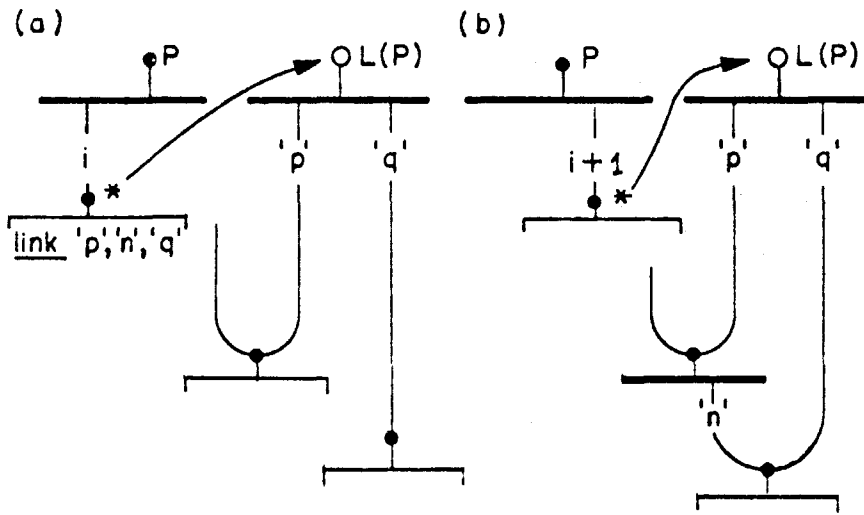 (a)
P
L(P)
i
'p'
'q'
*
link 'p','n','q'
(b)
P
L(P)
i+1
'p'
'q'
*
'n'